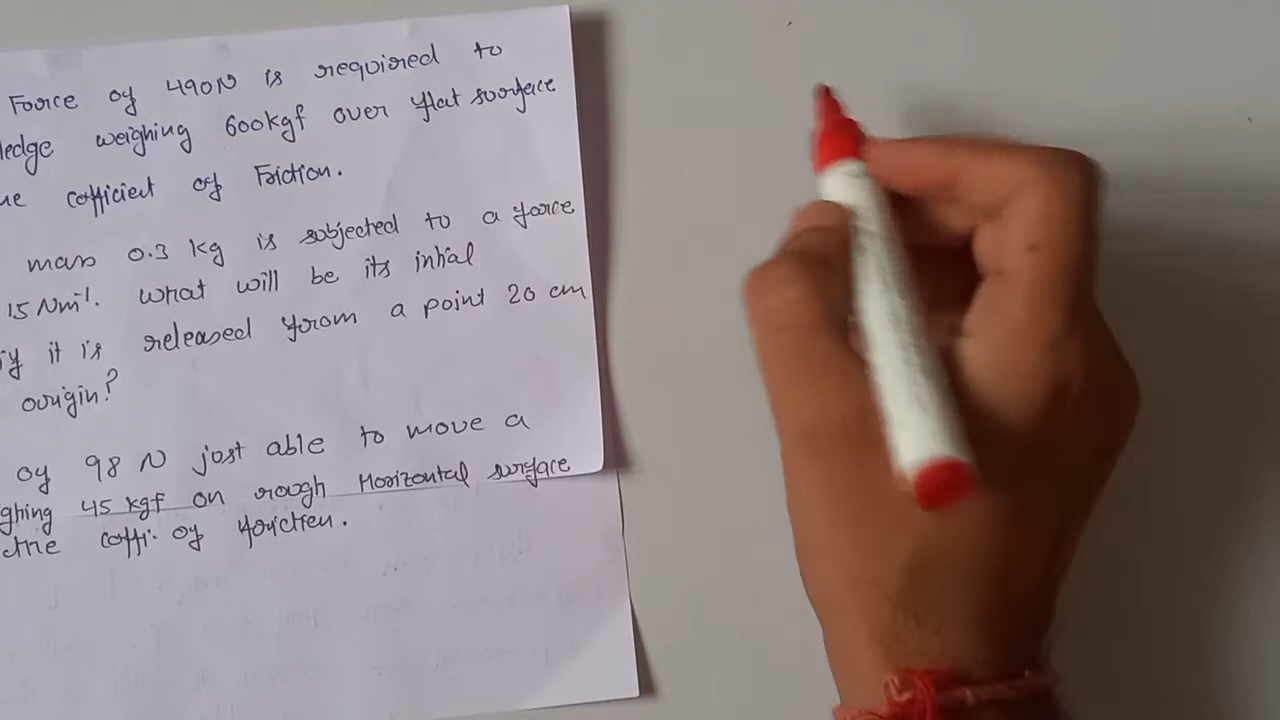 Force of 490N is required to
ledge weighing 600kgf over flat surface
cofficient of Friction.
mass 0.3 kg is subjected to a force
15 Nm⁻¹. What will be its initial
if it is released from a point 20 cm
origin?
of 98 N just able to move a
ghing 45 kgf on rough Horizontal surface
the coffi. of friction.